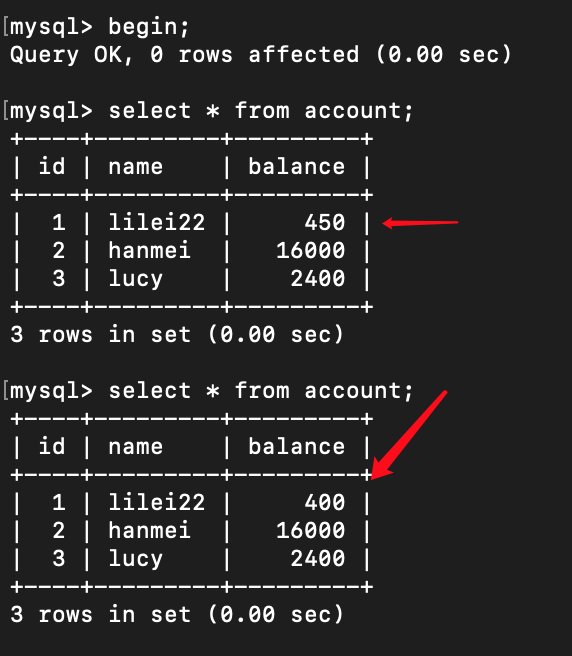 [mysql> begin;
Query OK, 0 rows affected (0.00 sec)
[mysql> select * from account;
+----+----------+----------+
| id | name     | balance |
+----+----------+----------+
|  1 | lilei22 |     450 |
|  2 | hanmei  |   16000 |
|  3 | lucy    |    2400 |
+----+----------+----------+
3 rows in set (0.00 sec)
[mysql> select * from account;
+----+----------+----------+
| id | name    | balance |
+----+----------+----------+
|  1 | lilei22 |     400 |
|  2 | hanmei  |   16000 |
|  3 | lucy    |    2400 |
+----+----------+----------+
3 rows in set (0.00 sec)